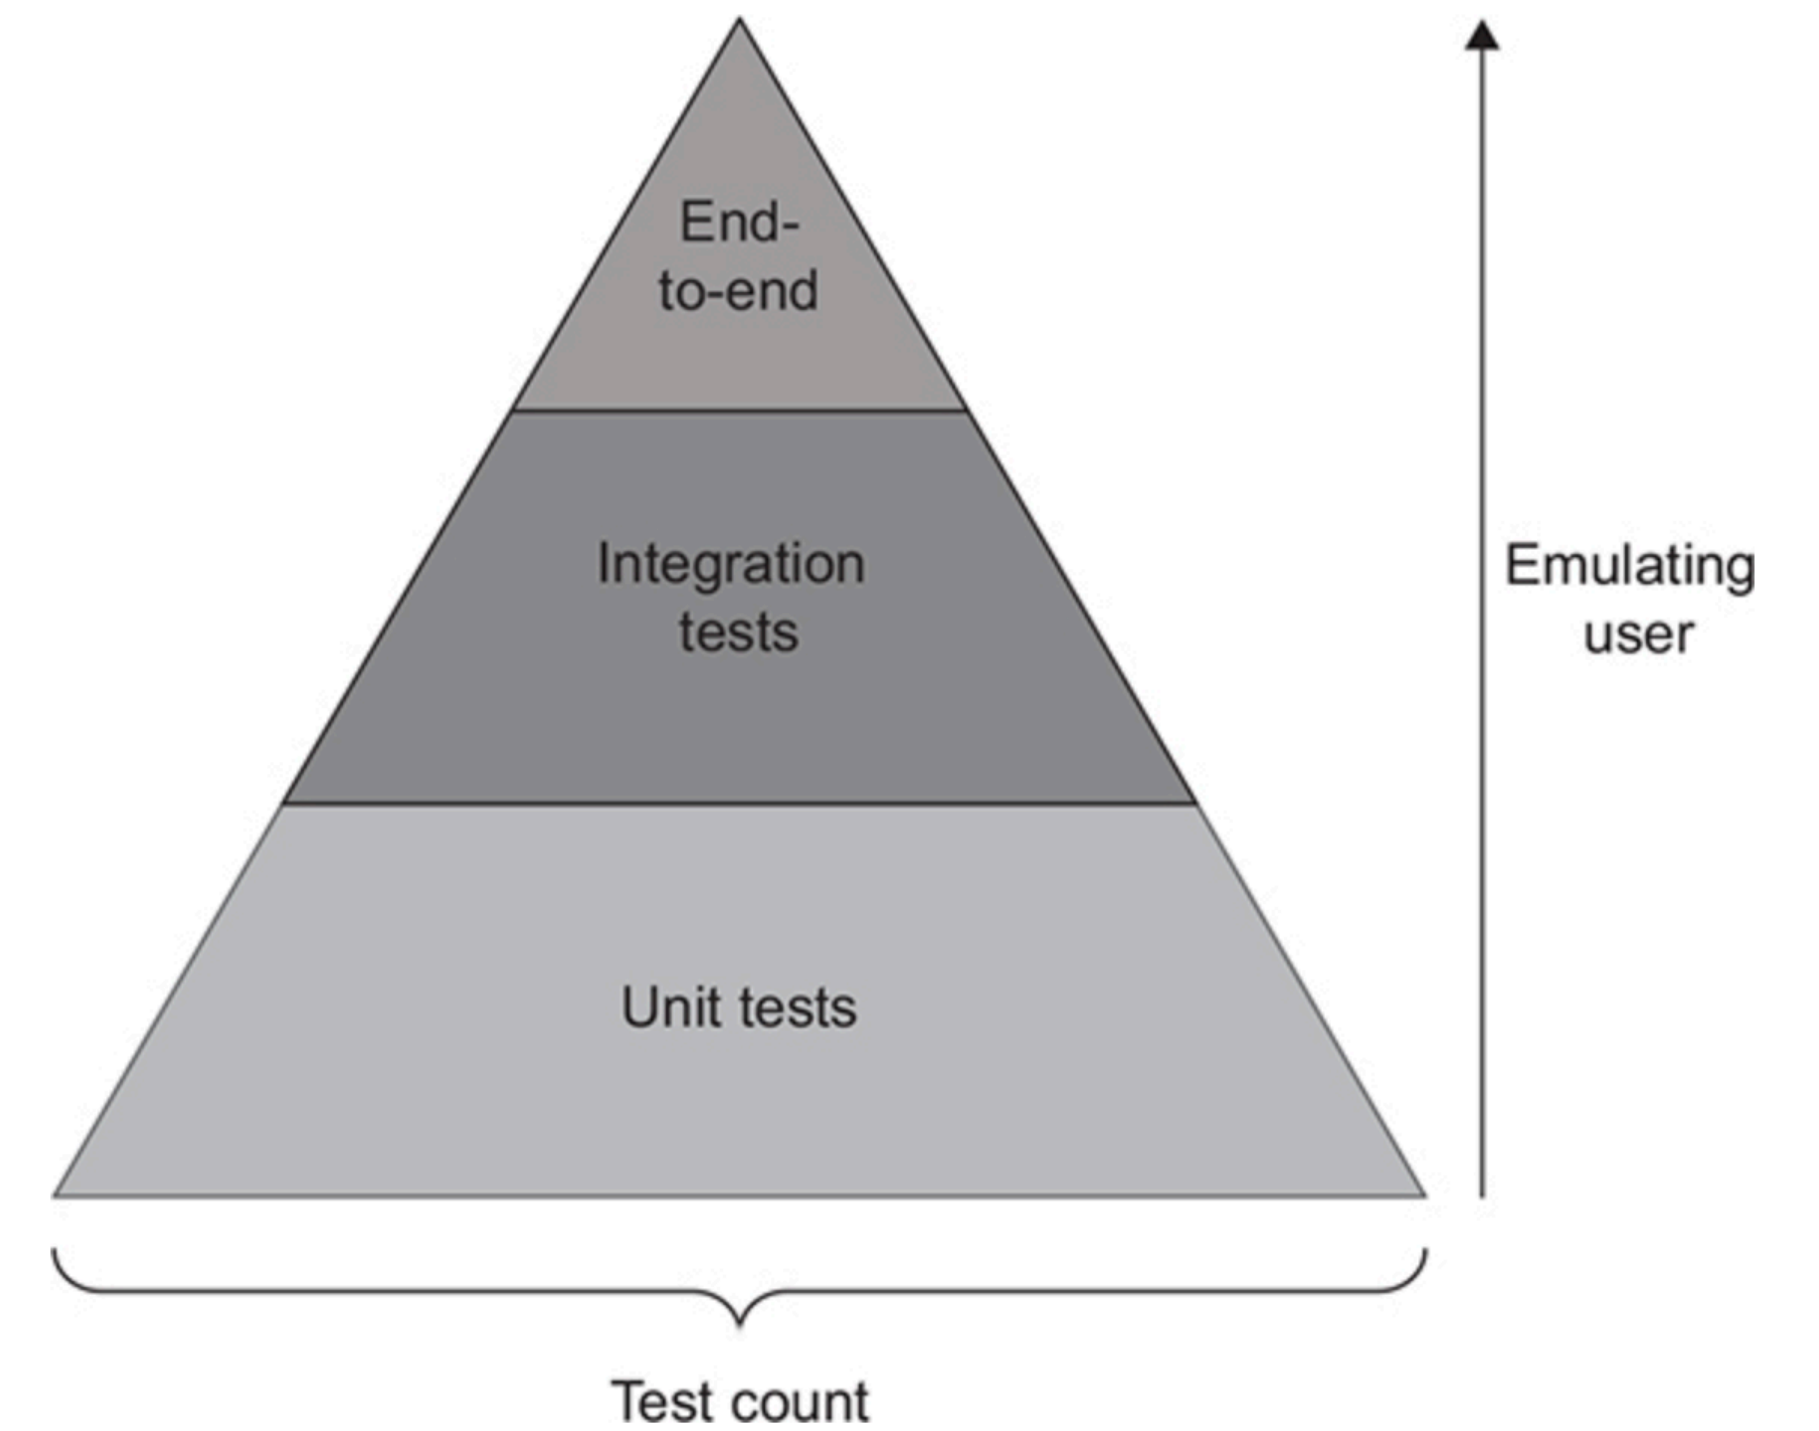 End-
to-end
Integration
tests
Emulating
user
Unit tests
Test count